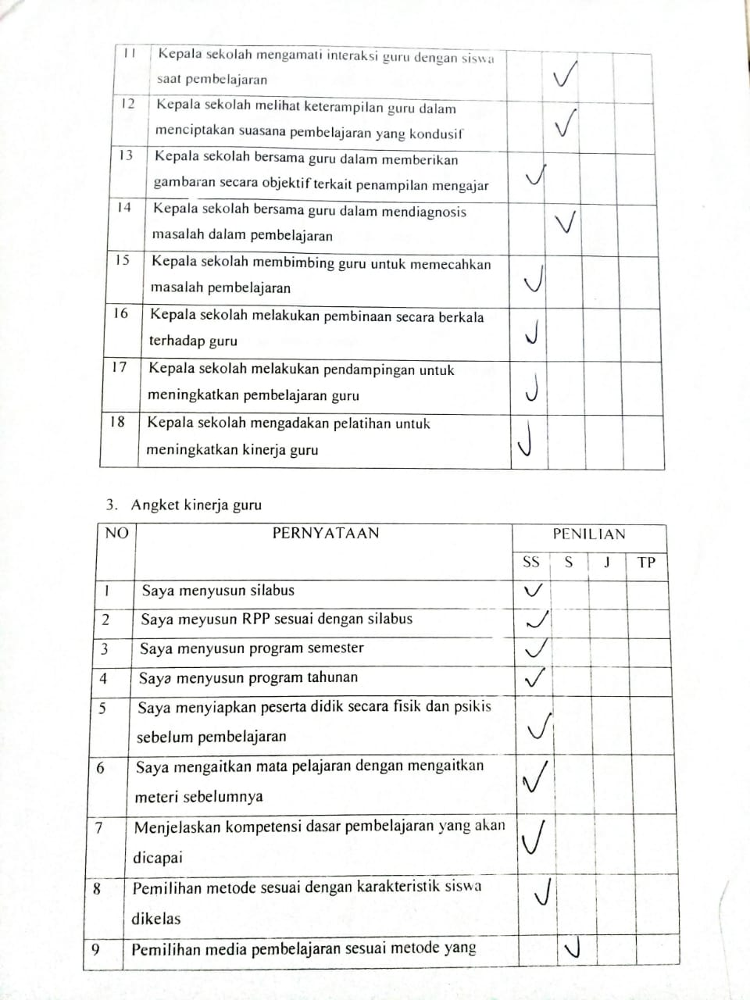 11 Kepala sekolah mengamati interaksi guru dengan siswa
saat pembelajaran ✓
12 Kepala sekolah melihat keterampilan guru dalam
menciptakan suasana pembelajaran yang kondusif ✓
13 Kepala sekolah bersama guru dalam memberikan
gambaran secara objektif terkait penampilan mengajar ✓
14 Kepala sekolah bersama guru dalam mendiagnosis
masalah dalam pembelajaran ✓
15 Kepala sekolah membimbing guru untuk memecahkan
masalah pembelajaran ✓
16 Kepala sekolah melakukan pembinaan secara berkala
terhadap guru ✓
17 Kepala sekolah melakukan pendampingan untuk
meningkatkan pembelajaran guru ✓
18 Kepala sekolah mengadakan pelatihan untuk
meningkatkan kinerja guru ✓
3. Angket kinerja guru
NO PERNYATAAN PENILIAN
SS S J TP
1 Saya menyusun silabus ✓
2 Saya meyusun RPP sesuai dengan silabus ✓
3 Saya menyusun program semester ✓
4 Saya menyusun program tahunan ✓
5 Saya menyiapkan peserta didik secara fisik dan psikis
sebelum pembelajaran ✓
6 Saya mengaitkan mata pelajaran dengan mengaitkan
meteri sebelumnya ✓
7 Menjelaskan kompetensi dasar pembelajaran yang akan
dicapai ✓
8 Pemilihan metode sesuai dengan karakteristik siswa
dikelas ✓
9 Pemilihan media pembelajaran sesuai metode yang ✓